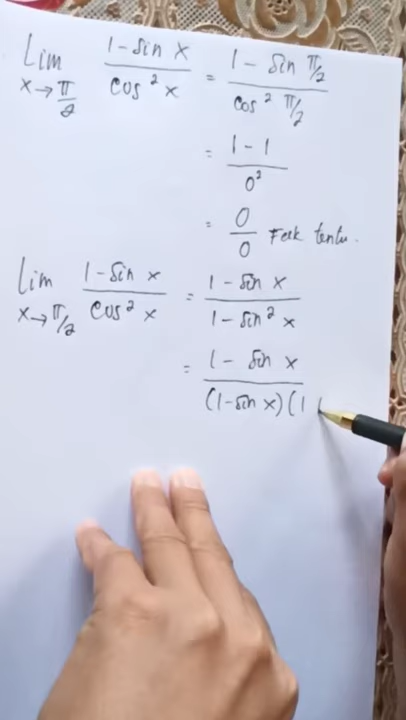 Lim x→π/2 1-sin x / cos² x = 1 - sin π/2 / cos² π/2
= 1 - 1 / 0²
= 0/0 tentu.
Lim x→π/2 1-sin x / cos² x = 1 - sin x / 1 - sin² x
= 1 - sin x / (1-sin x)(1